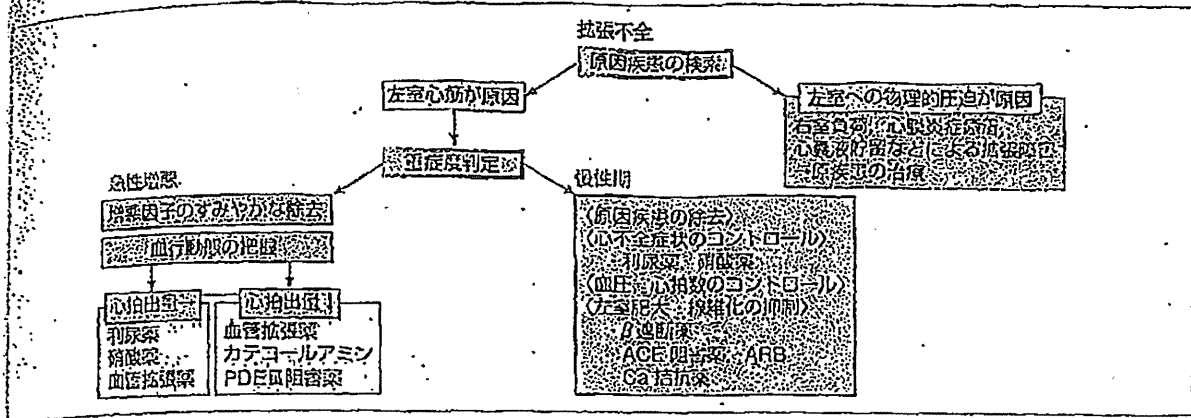 拡張不全
原因疾患の検索
左室心筋が原因
左室への物理的圧迫が原因
右室負荷，心膜炎症癒着
心嚢液貯留などによる拡張障害
→原疾患の治療
重症度判定
急性増悪
増悪因子のすみやかな除去
血行動態の把握
心拍出量→
利尿薬
硝酸薬
血管拡張薬
心拍出量↓
血管拡張薬
カテコールアミン
PDEⅢ阻害薬
慢性期
〈原因疾患の除去〉
〈心不全症状のコントロール〉
利尿薬 硝酸薬
〈血圧・心拍数のコントロール〉
〈左室肥大・線維化の抑制〉
β遮断薬
ACE阻害薬 ARB
Ca拮抗薬